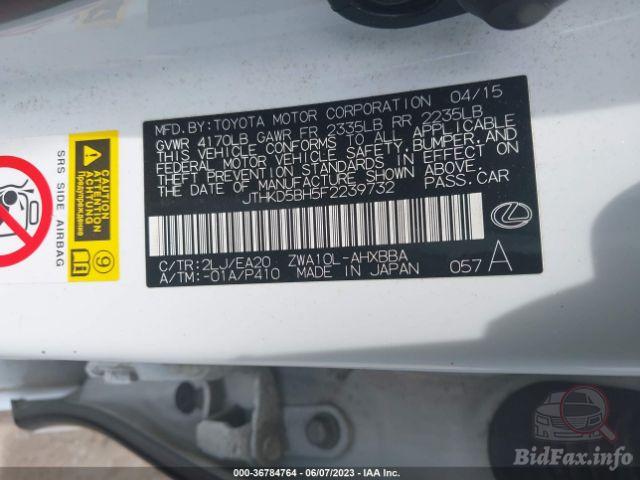 MFD.BY:TOYOTA MOTOR CORPORATION 04/15
GVWR 4170LB GAWR FR 2335LB RR 2235LB
THIS VEHICLE CONFORMS TO ALL APPLICABLE
FEDERAL MOTOR VEHICLE SAFETY, BUMPER, AND
THEFT PREVENTION STANDARDS IN EFFECT ON
THE DATE OF MANUFACTURE SHOWN ABOVE.
JTHKD5BH5F2239732 PASS.CAR
C/TR:2LJ/EA20 ZWA10L-AHXBBA
A/TM:-01A/P410 MADE IN JAPAN 057 A
SRS SIDE AIRBAG
CAUTION
ACHTUNG
9
000-36784764 - 06/07/2023 - IAA Inc.
BidFax.info